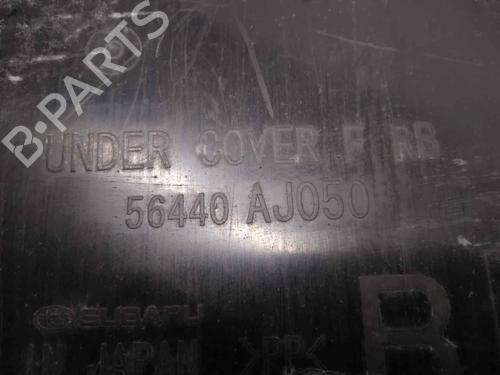 B-PARTS
UNDER COVER F RB
56440 AJ050
SUBARU
IN JAPAN >PP<
R